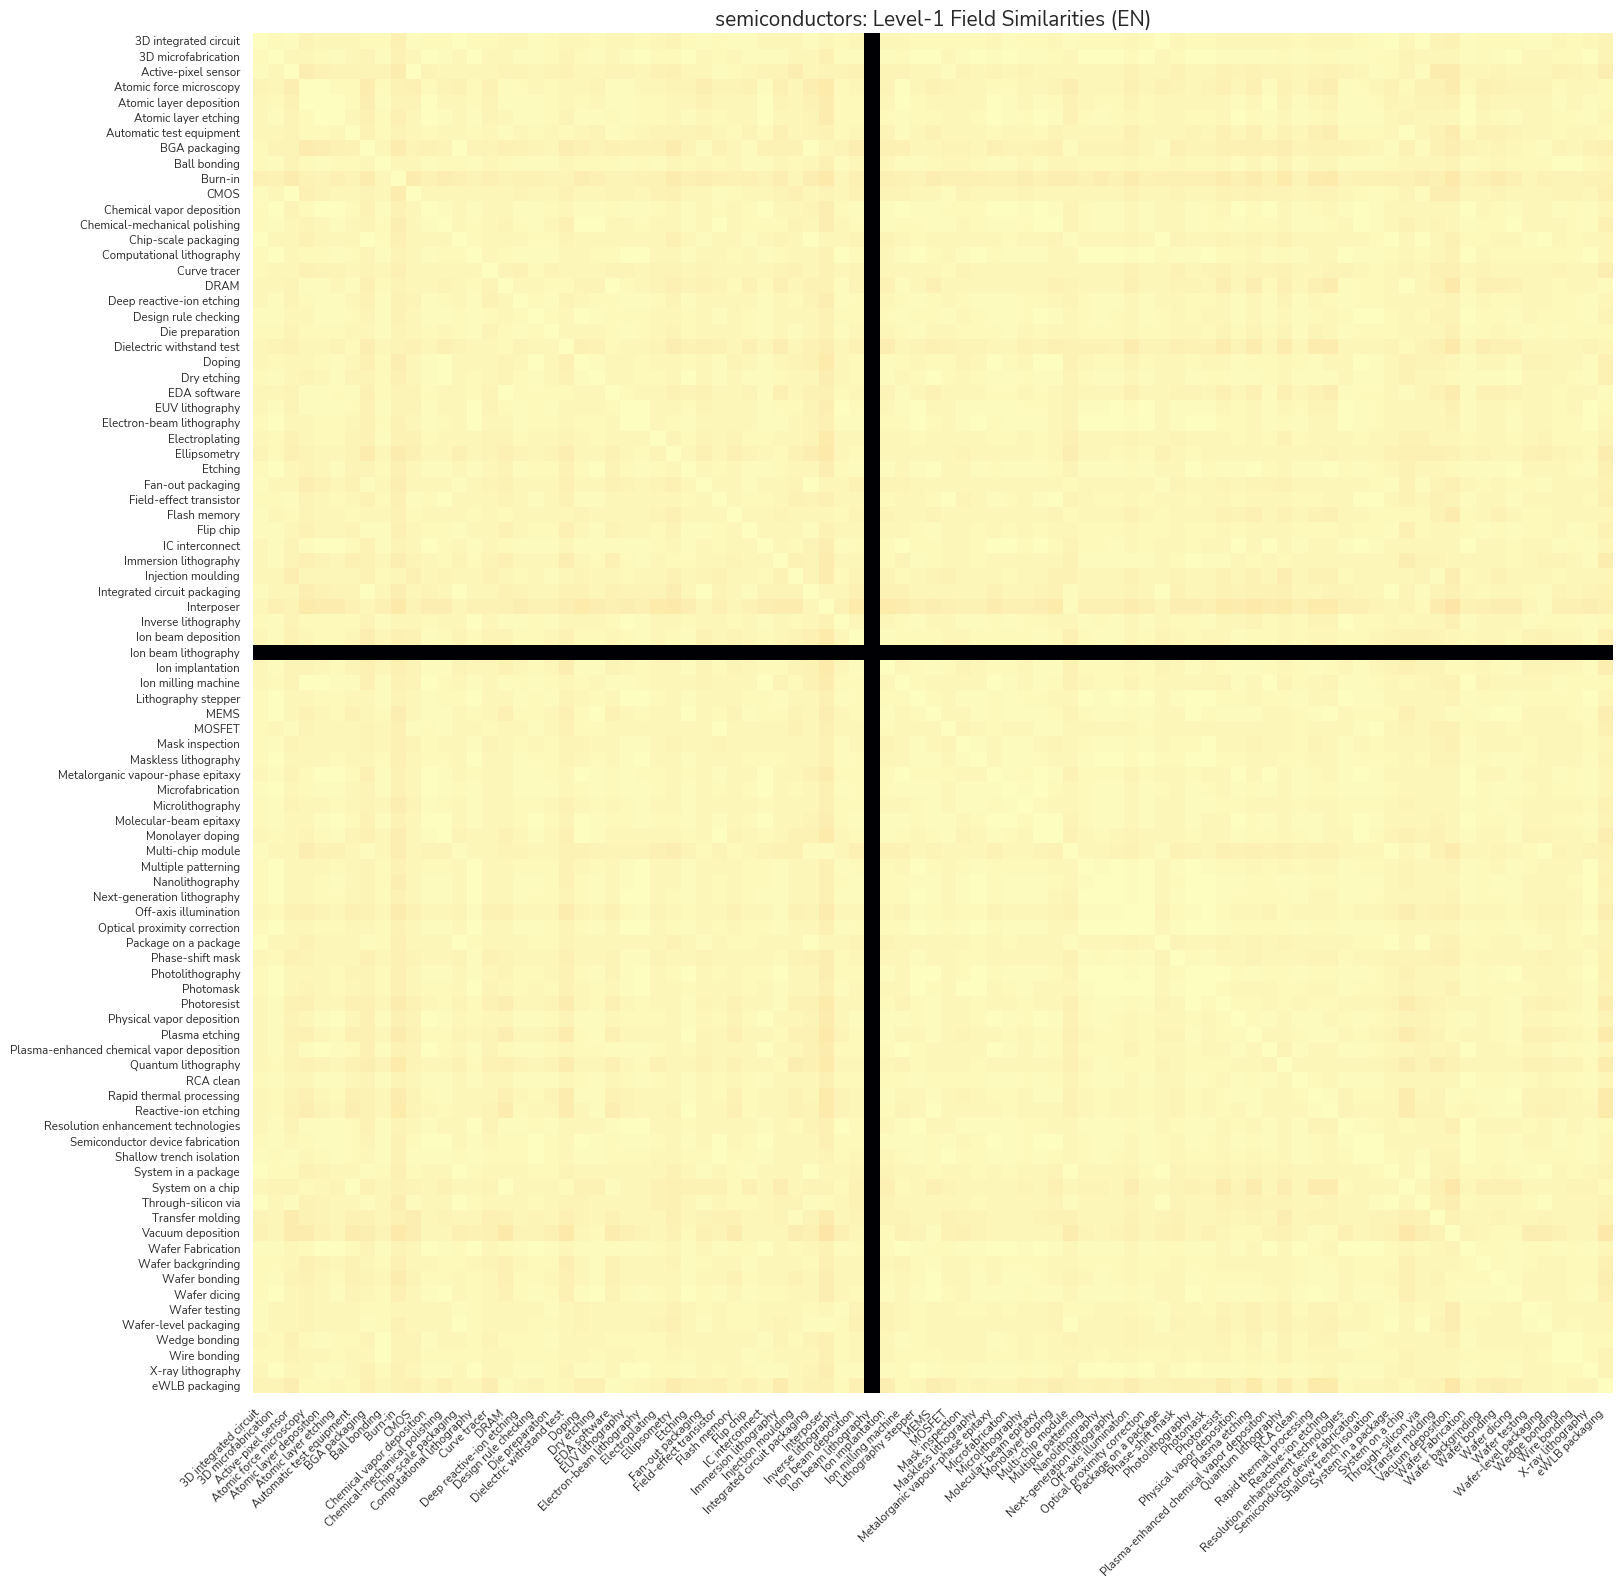 semiconductors: Level-1 Field Similarities (EN)
3D integrated circuit
3D microfabrication
Active-pixel sensor
Atomic force microscopy
Atomic layer deposition
Atomic layer etching
Automatic test equipment
BGA packaging
Ball bonding
Burn-in
CMOS
Chemical vapor deposition
Chemical-mechanical polishing
Chip-scale packaging
Computational lithography
Curve tracer
DRAM
Deep reactive-ion etching
Design rule checking
Die preparation
Dielectric withstand test
Doping
Dry etching
EDA software
EUV lithography
Electron-beam lithography
Electroplating
Ellipsometry
Etching
Fan-out packaging
Field-effect transistor
Flash memory
Flip chip
IC interconnect
Immersion lithography
Injection moulding
Integrated circuit packaging
Interposer
Inverse lithography
Ion beam deposition
Ion beam lithography
Ion implantation
Ion milling machine
Lithography stepper
MEMS
MOSFET
Mask inspection
Maskless lithography
Metalorganic vapour-phase epitaxy
Microfabrication
Microlithography
Molecular-beam epitaxy
Monolayer doping
Multi-chip module
Multiple patterning
Nanolithography
Next-generation lithography
Off-axis illumination
Optical proximity correction
Package on a package
Phase-shift mask
Photolithography
Photomask
Photoresist
Physical vapor deposition
Plasma etching
Plasma-enhanced chemical vapor deposition
Quantum lithography
RCA clean
Rapid thermal processing
Reactive-ion etching
Resolution enhancement technologies
Semiconductor device fabrication
Shallow trench isolation
System in a package
System on a chip
Through-silicon via
Transfer molding
Vacuum deposition
Wafer Fabrication
Wafer backgrinding
Wafer bonding
Wafer dicing
Wafer testing
Wafer-level packaging
Wedge bonding
Wire bonding
X-ray lithography
eWLB packaging
3D integrated circuit
3D microfabrication
Active-pixel sensor
Atomic force microscopy
Atomic layer deposition
Atomic layer etching
Automatic test equipment
BGA packaging
Ball bonding
Burn-in
CMOS
Chemical vapor deposition
Chemical-mechanical polishing
Chip-scale packaging
Computational lithography
Curve tracer
DRAM
Deep reactive-ion etching
Design rule checking
Die preparation
Dielectric withstand test
Doping
Dry etching
EDA software
EUV lithography
Electron-beam lithography
Electroplating
Ellipsometry
Etching
Fan-out packaging
Field-effect transistor
Flash memory
Flip chip
IC interconnect
Immersion lithography
Injection moulding
Integrated circuit packaging
Interposer
Inverse lithography
Ion beam deposition
Ion beam lithography
Ion implantation
Ion milling machine
Lithography stepper
MEMS
MOSFET
Mask inspection
Maskless lithography
Metalorganic vapour-phase epitaxy
Microfabrication
Microlithography
Molecular-beam epitaxy
Monolayer doping
Multi-chip module
Multiple patterning
Nanolithography
Next-generation lithography
Off-axis illumination
Optical proximity correction
Package on a package
Phase-shift mask
Photolithography
Photomask
Photoresist
Physical vapor deposition
Plasma etching
Plasma-enhanced chemical vapor deposition
Quantum lithography
RCA clean
Rapid thermal processing
Reactive-ion etching
Resolution enhancement technologies
Semiconductor device fabrication
Shallow trench isolation
System in a package
System on a chip
Through-silicon via
Transfer molding
Vacuum deposition
Wafer Fabrication
Wafer backgrinding
Wafer bonding
Wafer dicing
Wafer testing
Wafer-level packaging
Wedge bonding
Wire bonding
X-ray lithography
eWLB packaging